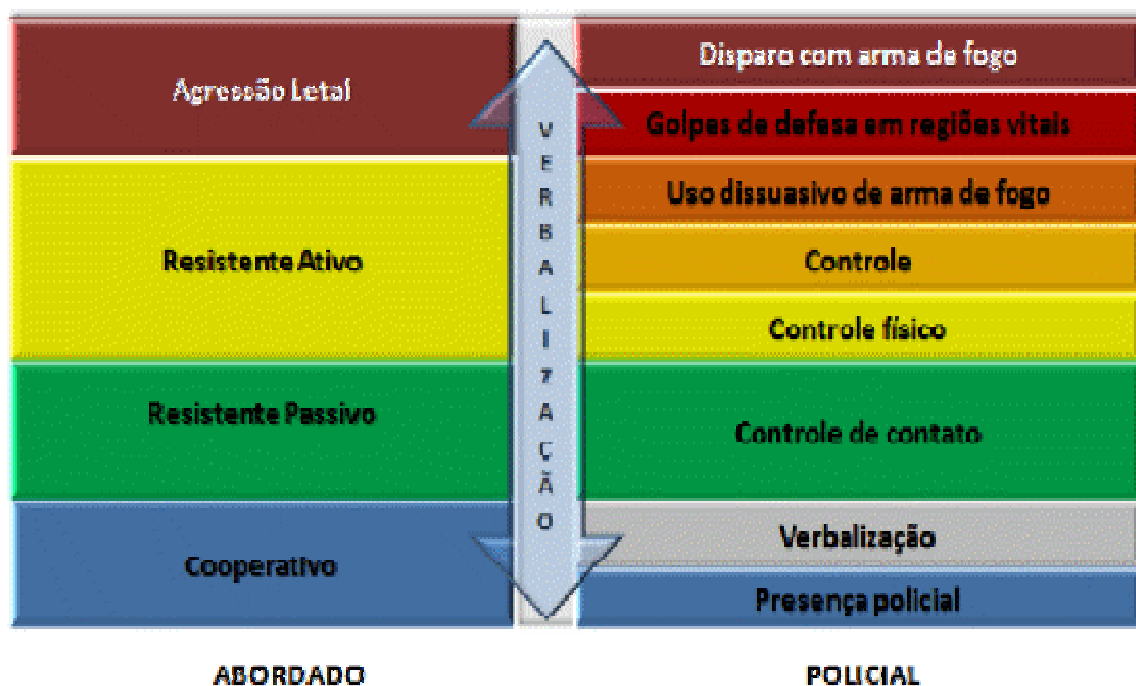 Agressão Letal
Resistente Ativo
Resistente Passivo
Cooperativo
ABORDADO
VERBALIZAÇÃO
Disparo com arma de fogo
Golpes de defesa em regiões vitais
Uso dissuasivo de arma de fogo
Controle
Controle físico
Controle de contato
Verbalização
Presença policial
POLICIAL